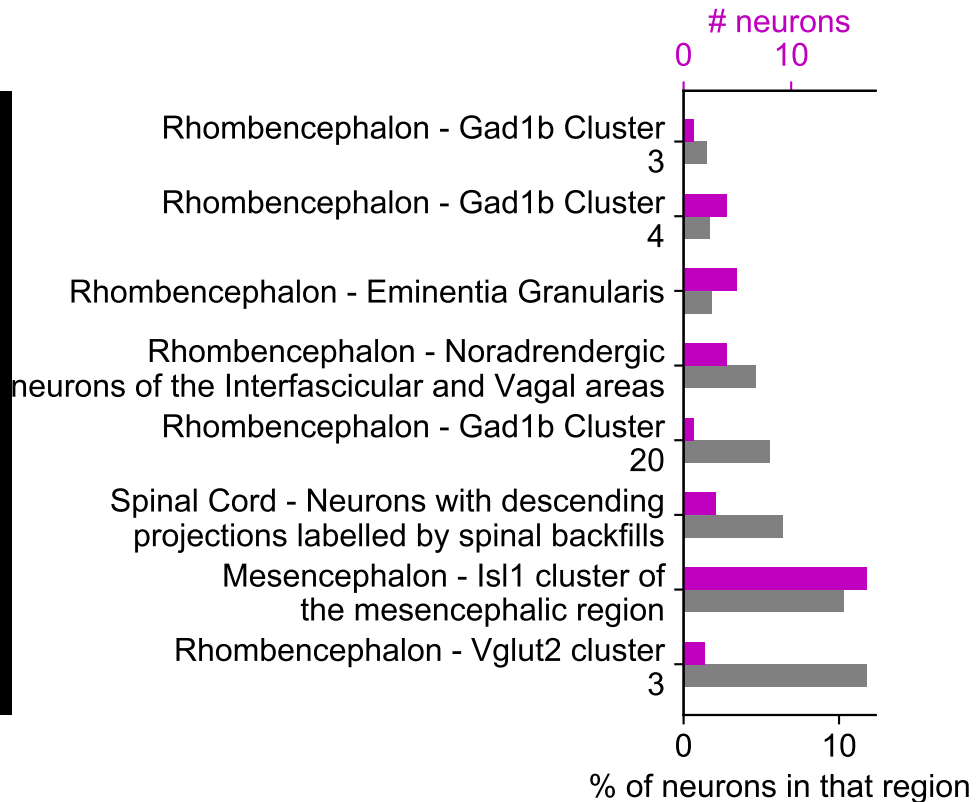 # neurons
0 10
Rhombencephalon - Gad1b Cluster
3
Rhombencephalon - Gad1b Cluster
4
Rhombencephalon - Eminentia Granularis
Rhombencephalon - Noradrendergic
neurons of the Interfascicular and Vagal areas
Rhombencephalon - Gad1b Cluster
20
Spinal Cord - Neurons with descending
projections labelled by spinal backfills
Mesencephalon - Isl1 cluster of
the mesencephalic region
Rhombencephalon - Vglut2 cluster
3
0 10
% of neurons in that region